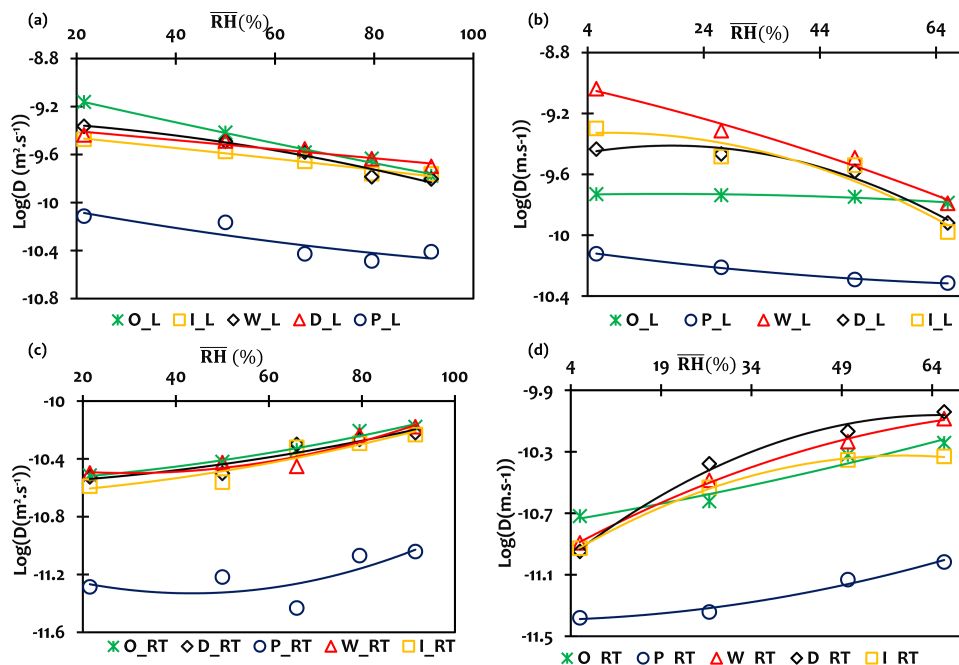 (a)
R̅H̅(%)
20 40 60 80 100
-8.8
-9.2
-9.6
-10
-10.4
-10.8
Log(D (m².s⁻¹))
O_L I_L W_L D_L P_L
(b)
R̅H̅(%)
4 24 44 64
-8.8
-9.2
-9.6
-10
-10.4
Log(D(m.s-1))
O_L P_L W_L D_L I_L
(c)
R̅H̅ (%)
20 40 60 80 100
-10
-10.4
-10.8
-11.2
-11.6
Log(D(m².s⁻¹))
O_RT D_RT P_RT W_RT I_RT
(d)
R̅H̅(%)
4 19 34 49 64
-9.9
-10.3
-10.7
-11.1
-11.5
Log(D(m.s-1))
O RT P RT W RT D RT I RT